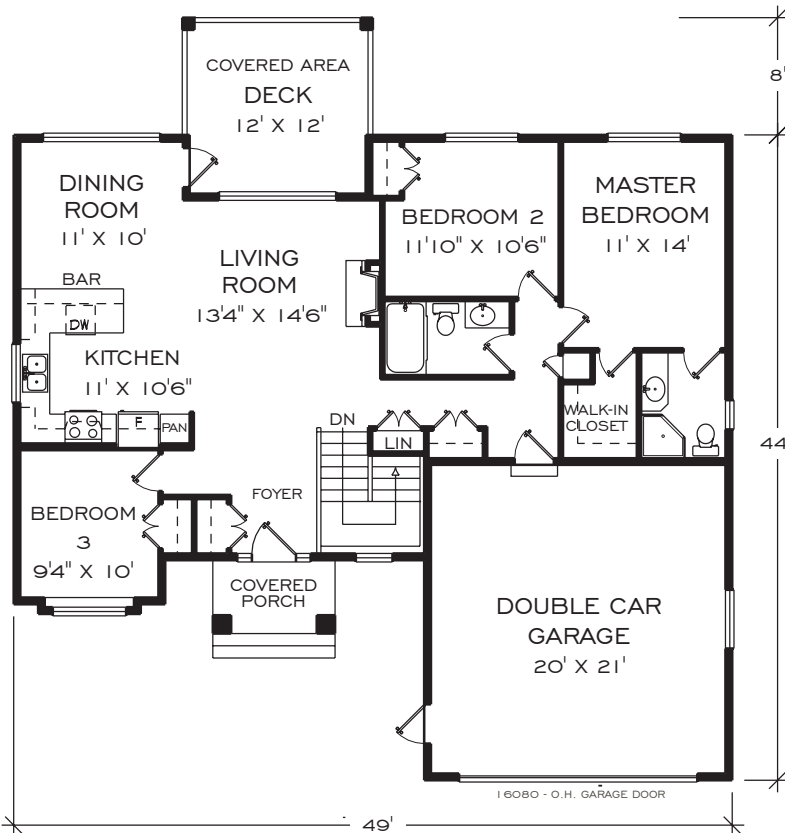 COVERED AREA
DECK
12' X 12'
8'
DINING
ROOM
11' X 10'
LIVING
ROOM
13'4" X 14'6"
BEDROOM 2
11'10" X 10'6"
MASTER
BEDROOM
11' X 14'
BAR
DW
KITCHEN
11' X 10'6"
F
PAN
DN
LIN
WALK-IN
CLOSET
44'
BEDROOM
3
9'4" X 10'
FOYER
COVERED
PORCH
DOUBLE CAR
GARAGE
20' X 21'
16080 - O.H. GARAGE DOOR
49'